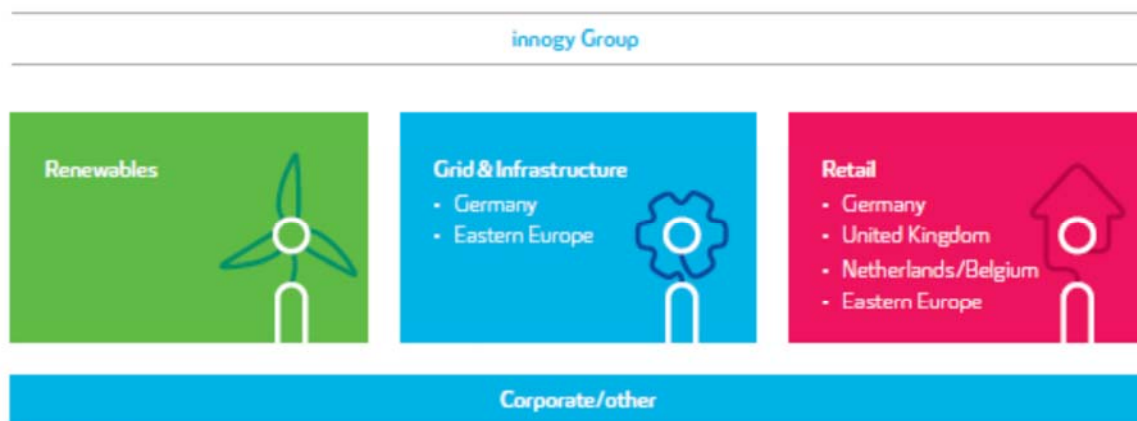 innogy Group
Renewables
Grid & Infrastructure
- Germany
- Eastern Europe
Retail
- Germany
- United Kingdom
- Netherlands/Belgium
- Eastern Europe
Corporate/other